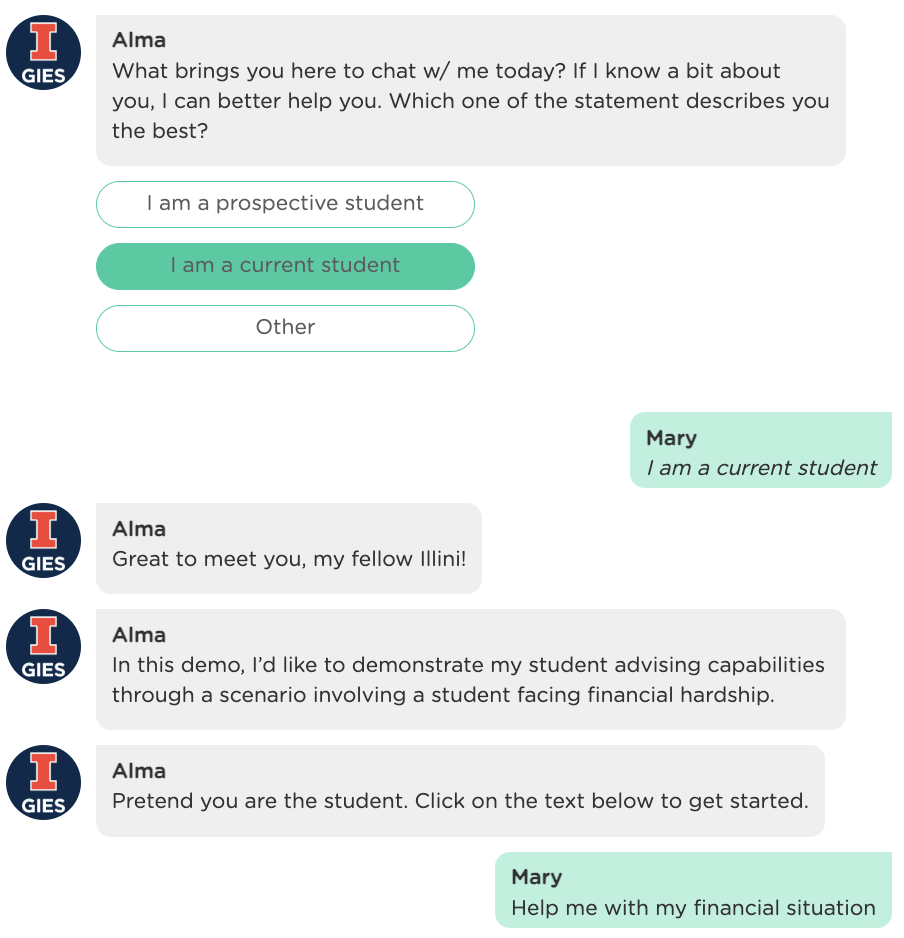 I
GIES
Alma
What brings you here to chat w/ me today? If I know a bit about
you, I can better help you. Which one of the statement describes you
the best?
I am a prospective student
I am a current student
Other
Mary
I am a current student
I
GIES
Alma
Great to meet you, my fellow Illini!
I
GIES
Alma
In this demo, I’d like to demonstrate my student advising capabilities
through a scenario involving a student facing financial hardship.
I
GIES
Alma
Pretend you are the student. Click on the text below to get started.
Mary
Help me with my financial situation